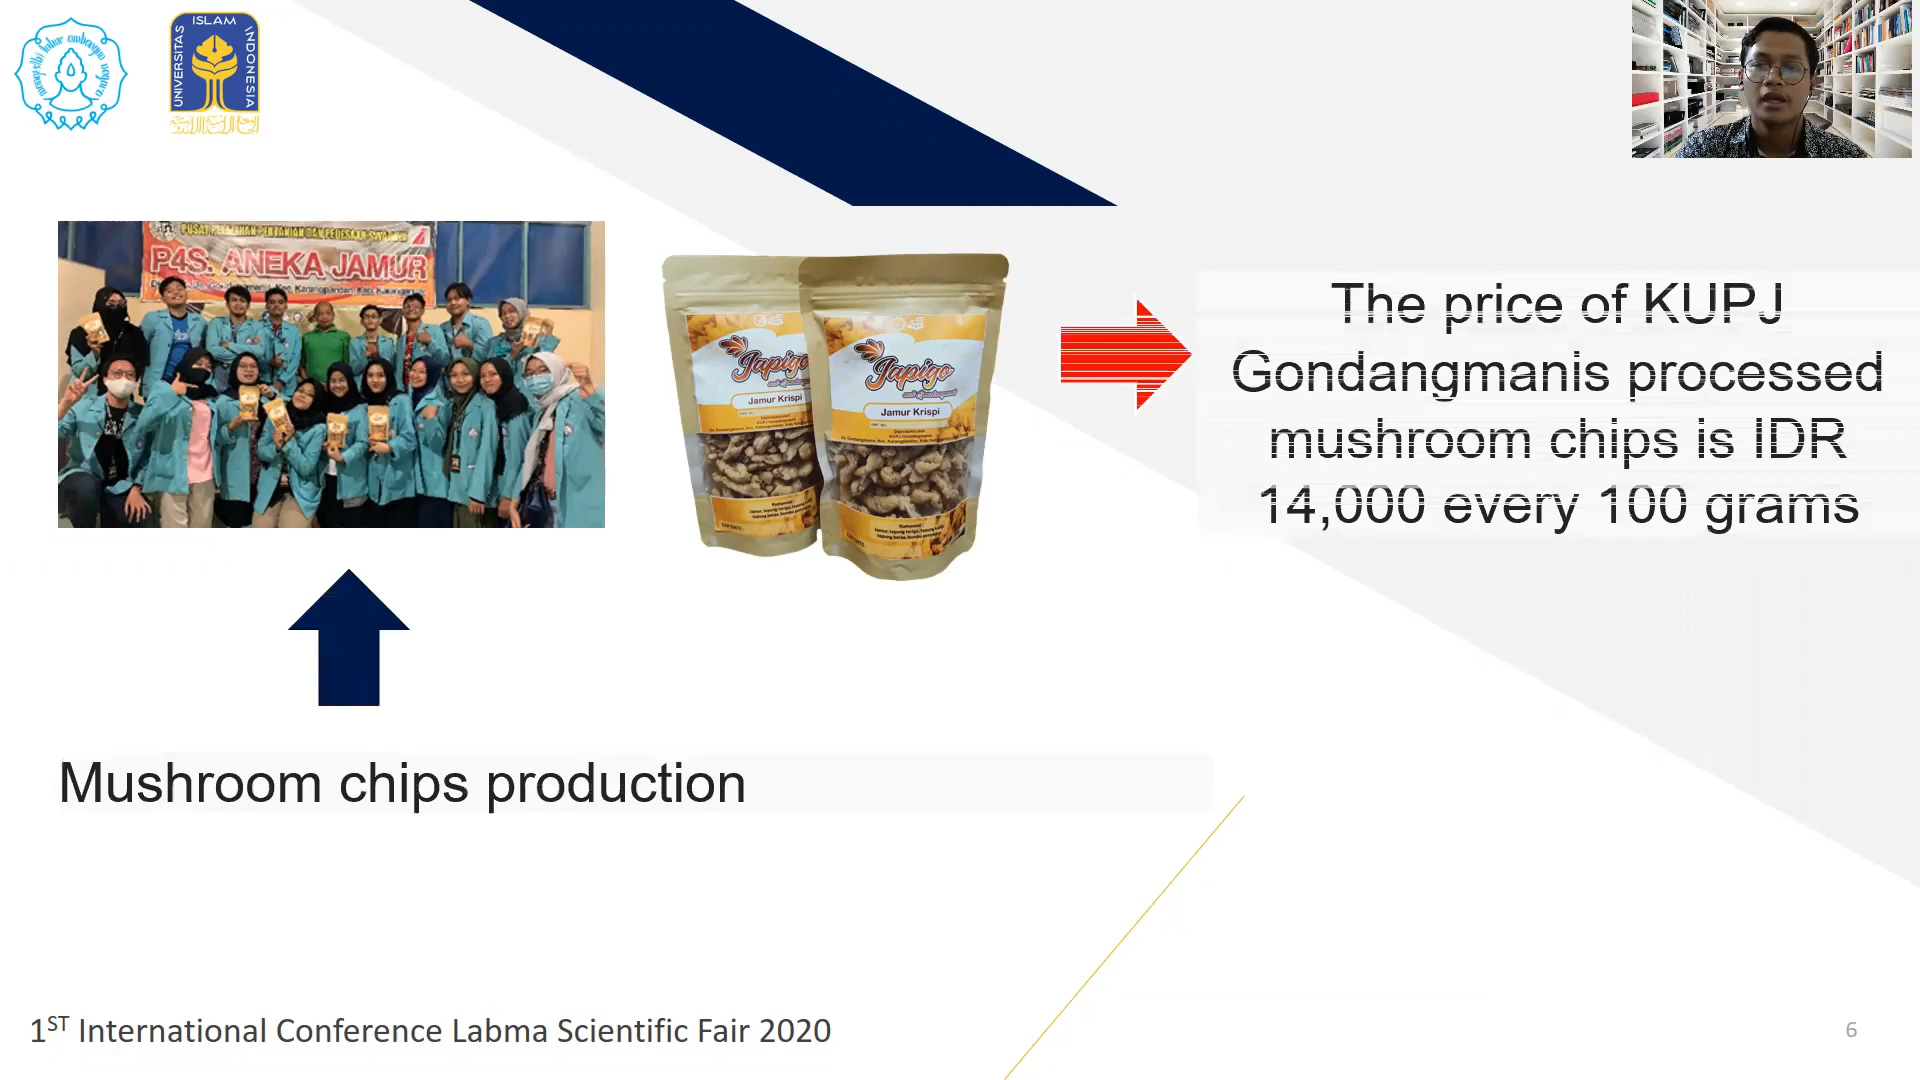 UNIVERSITAS ISLAM INDONESIA
P4S. ANEKA JAMUR
Japigo
Jamur Krispi
Japigo
Jamur Krispi
The price of KUPJ
Gondangmanis processed
mushroom chips is IDR
14,000 every 100 grams
Mushroom chips production
1ST International Conference Labma Scientific Fair 2020
6